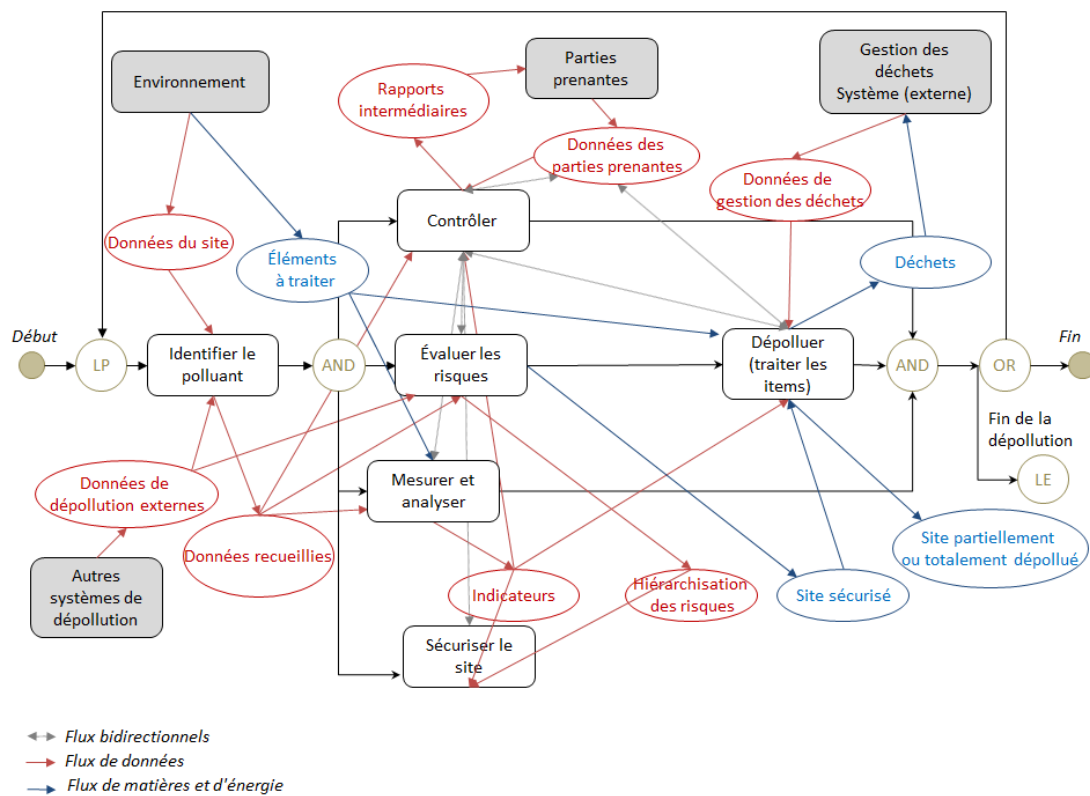 Environnement
Parties
prenantes
Gestion des
déchets
Système (externe)
Rapports
intermédiaires
Données des
parties prenantes
Données de
gestion des déchets
Contrôler
Données du site
Éléments
à traiter
Déchets
Début
LP
Identifier le
polluant
AND
Évaluer les
risques
Dépolluer
(traiter les
items)
AND
OR
Fin
Fin de la
dépollution
LE
Données de
dépollution externes
Mesurer et
analyser
Données recueillies
Site partiellement
ou totalement dépollué
Autres
systèmes de
dépollution
Indicateurs
Hiérarchisation
des risques
Site sécurisé
Sécuriser le
site
Flux bidirectionnels
Flux de données
Flux de matières et d'énergie